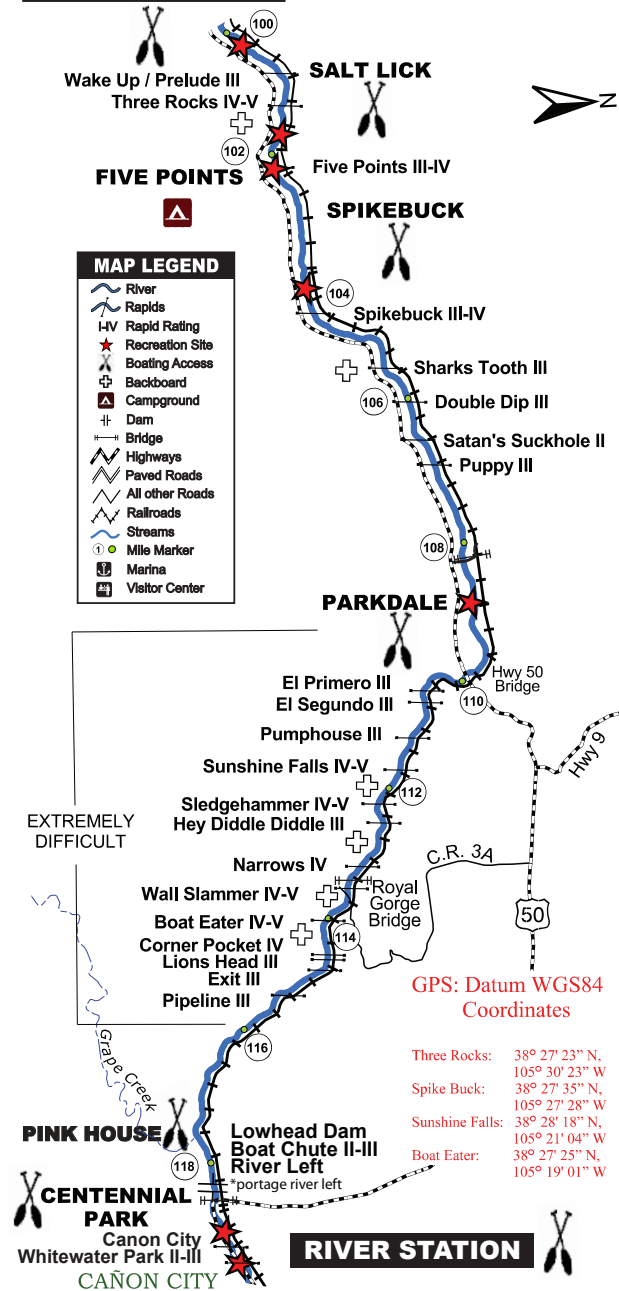 100
Wake Up / Prelude III
SALT LICK
Three Rocks IV-V
N
102
FIVE POINTS
Five Points III-IV
SPIKEBUCK
MAP LEGEND
River
Rapids
I-IV Rapid Rating
Recreation Site
Boating Access
Backboard
Campground
Dam
Bridge
Highways
Paved Roads
All other Roads
Railroads
Streams
1 Mile Marker
Marina
Visitor Center
104
Spikebuck III-IV
Sharks Tooth III
106
Double Dip III
Satan's Suckhole II
Puppy III
108
PARKDALE
Hwy 50
Bridge
110
El Primero III
El Segundo III
Pumphouse III
Hwy 9
Sunshine Falls IV-V
112
Sledgehammer IV-V
Hey Diddle Diddle III
EXTREMELY
DIFFICULT
Narrows IV
C.R. 3A
Royal
Gorge
Bridge
Wall Slammer IV-V
50
Boat Eater IV-V
114
Corner Pocket IV
Lions Head III
Exit III
Pipeline III
GPS: Datum WGS84
Coordinates
116
Grape Creek
Three Rocks: 38° 27' 23” N,
105° 30' 23” W
Spike Buck: 38° 27' 35” N,
105° 27' 28” W
Sunshine Falls: 38° 28' 18” N,
105° 21' 04” W
Boat Eater: 38° 27' 25” N,
105° 19' 01” W
PINK HOUSE
Lowhead Dam
Boat Chute II-III
River Left
*portage river left
118
CENTENNIAL
PARK
Canon City
Whitewater Park II-III
CAÑON CITY
RIVER STATION